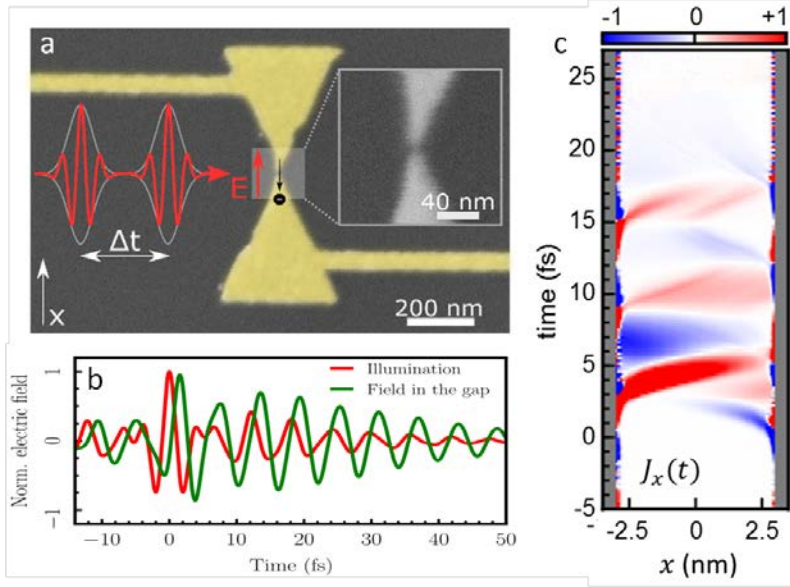 a
E
Δt
x
40 nm
200 nm
b
Illumination
Field in the gap
Norm. electric field
1
0
-1
−10 0 10 20 30 40 50
Time (fs)
c
-1 0 +1
time (fs)
25
20
15
10
5
0
-5
J_x(t)
-2.5 0 2.5
x (nm)